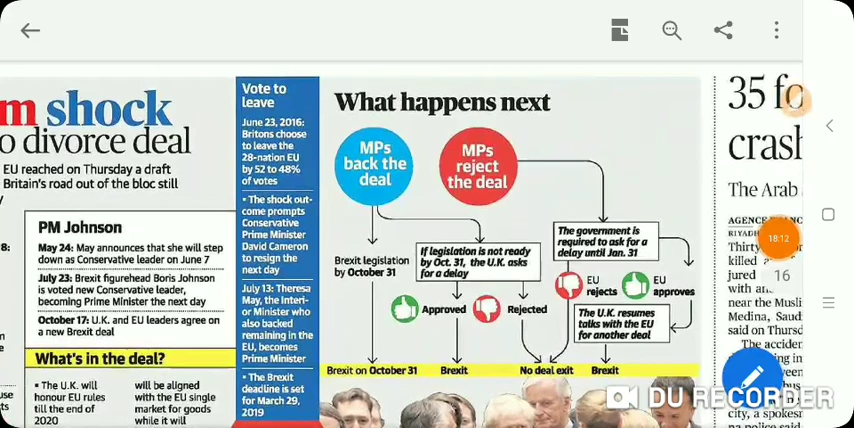 m shock
o divorce deal
EU reached on Thursday a draft
Britain's road out of the bloc still
PM Johnson
May 24: May announces that she will step
down as Conservative leader on June 7
July 23: Brexit figurehead Boris Johnson
is voted new Conservative leader,
becoming Prime Minister the next day
October 17: U.K. and EU leaders agree on
a new Brexit deal
8:
What's in the deal?
• The U.K. will
honour EU rules
till the end of
2020
will be aligned
with the EU single
market for goods
while it will
Vote to
leave
June 23, 2016:
Britons choose
to leave the
28-nation EU
by 52 to 48%
of votes
• The shock out-
come prompts
Conservative
Prime Minister
David Cameron
to resign the
next day
July 13: Theresa
May, the Interi-
or Minister who
also backed
remaining in the
EU, becomes
Prime Minister
• The Brexit
deadline is set
for March 29,
2019
What happens next
MPs
back the
deal
MPs
reject
the deal
Brexit legislation
by October 31
If legislation is not ready
by Oct. 31, the U.K. asks
for a delay
The government is
required to ask for a
delay until Jan. 31
Approved
Rejected
EU
rejects
EU
approves
The U.K. resumes
talks with the EU
for another deal
Brexit on October 31
Brexit
No deal exit
Brexit
35 fo
crash
The Arab
18:12
16
killed a
jured
with an
near the Musli
Medina, Saud
said on Thursd
The acciden
city, a spokes
na police said
DU RECORDER